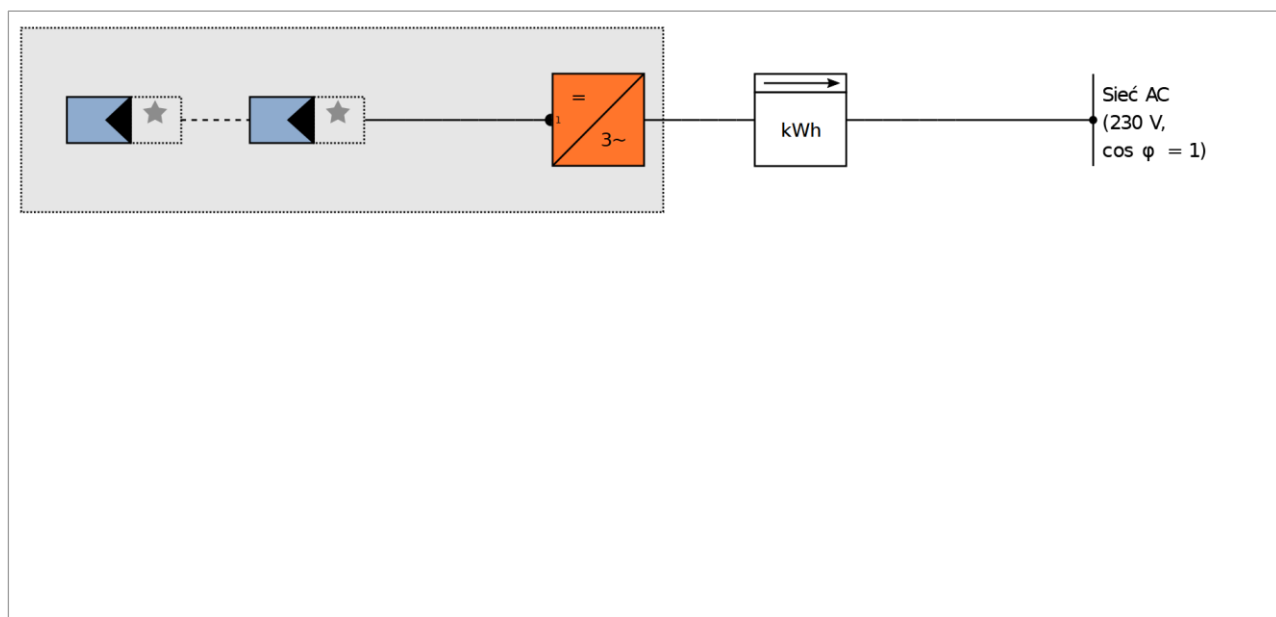 =
1
3~
kWh
Sieć AC
(230 V,
cos φ = 1)